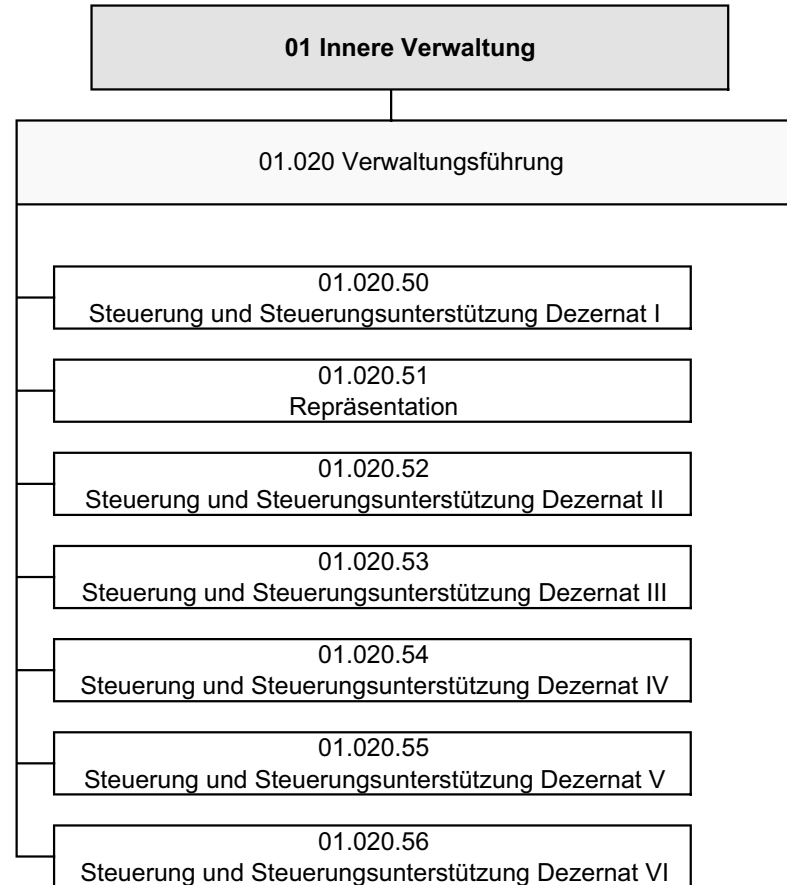 01 Innere Verwaltung
01.020 Verwaltungsführung
01.020.50
Steuerung und Steuerungsunterstützung Dezernat I
01.020.51
Repräsentation
01.020.52
Steuerung und Steuerungsunterstützung Dezernat II
01.020.53
Steuerung und Steuerungsunterstützung Dezernat III
01.020.54
Steuerung und Steuerungsunterstützung Dezernat IV
01.020.55
Steuerung und Steuerungsunterstützung Dezernat V
01.020.56
Steuerung und Steuerungsunterstützung Dezernat VI